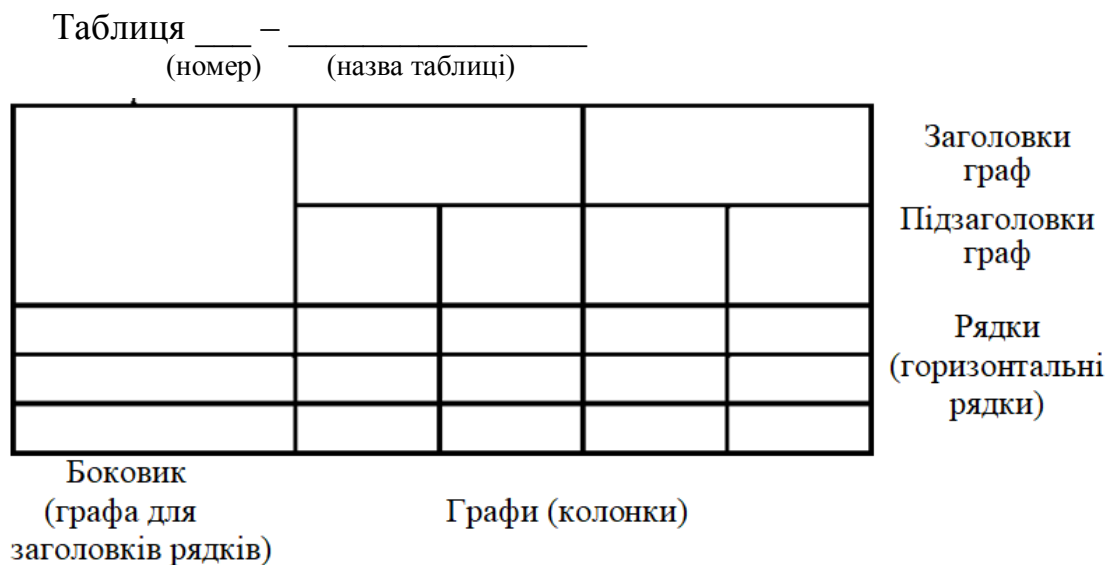 Таблиця ___ – ________________
(номер) (назва таблиці)
Заголовки
граф
Підзаголовки
граф
Рядки
(горизонтальні
рядки)
Боковик
(графа для
заголовків рядків)
Графи (колонки)